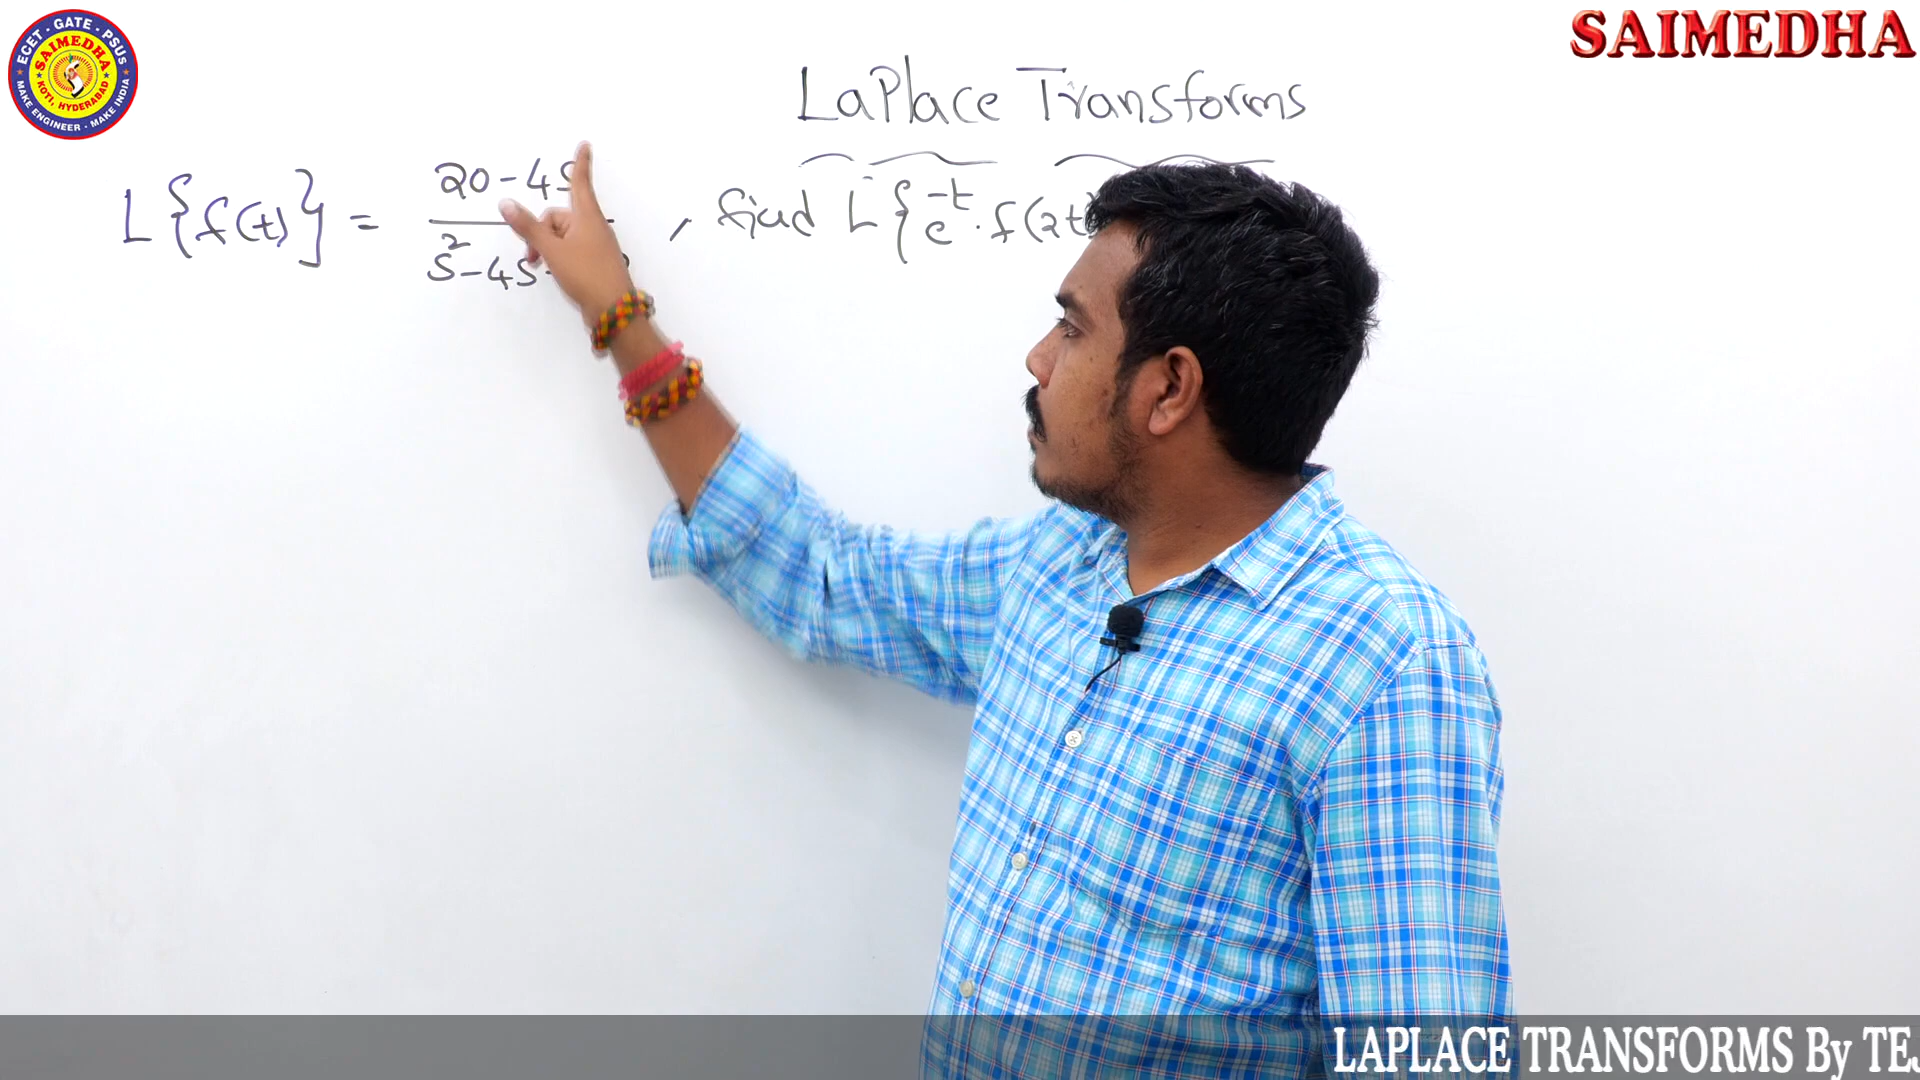 SAIMEDHA
ECET - GATE - PSUS
SAIMEDHA
KOTI, HYDERABAD
MAKE ENGINEER - MAKE INDIA
LaPlace Transforms
L{f(t)} = 20-4S / S²-4S , find L{e^-t . f(2t)
LAPLACE TRANSFORMS By TE